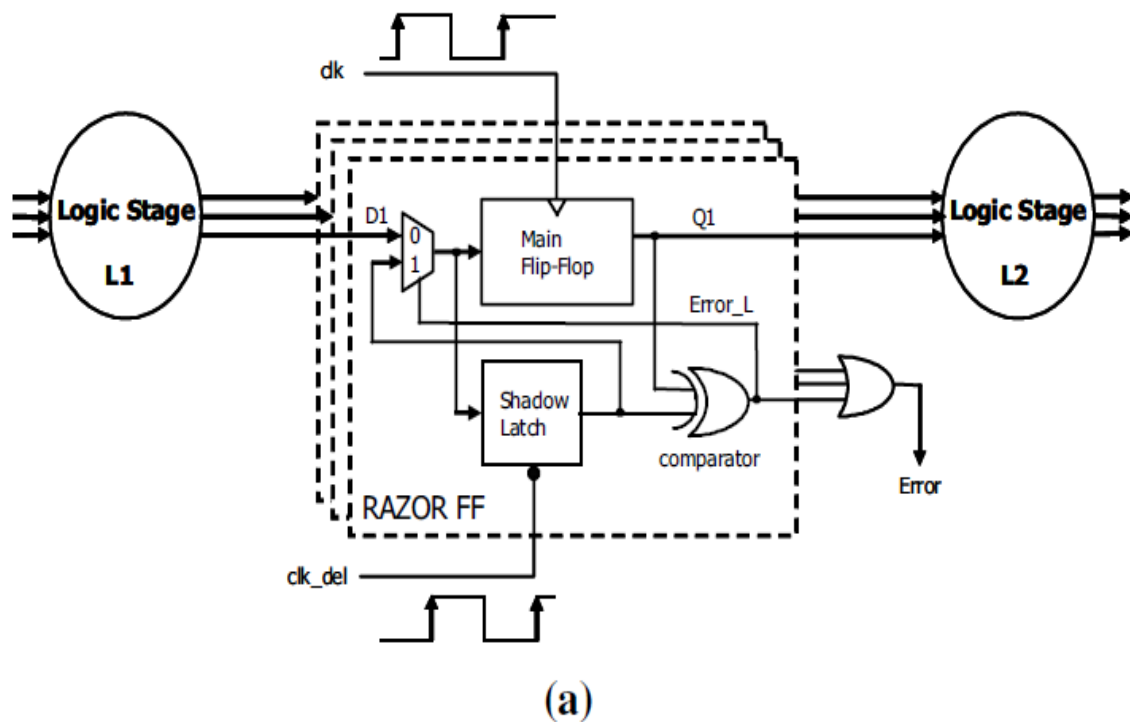 clk
Logic Stage
L1
D1
0
1
Main
Flip-Flop
Q1
Logic Stage
L2
Error_L
Shadow
Latch
comparator
Error
RAZOR FF
clk_del
(a)